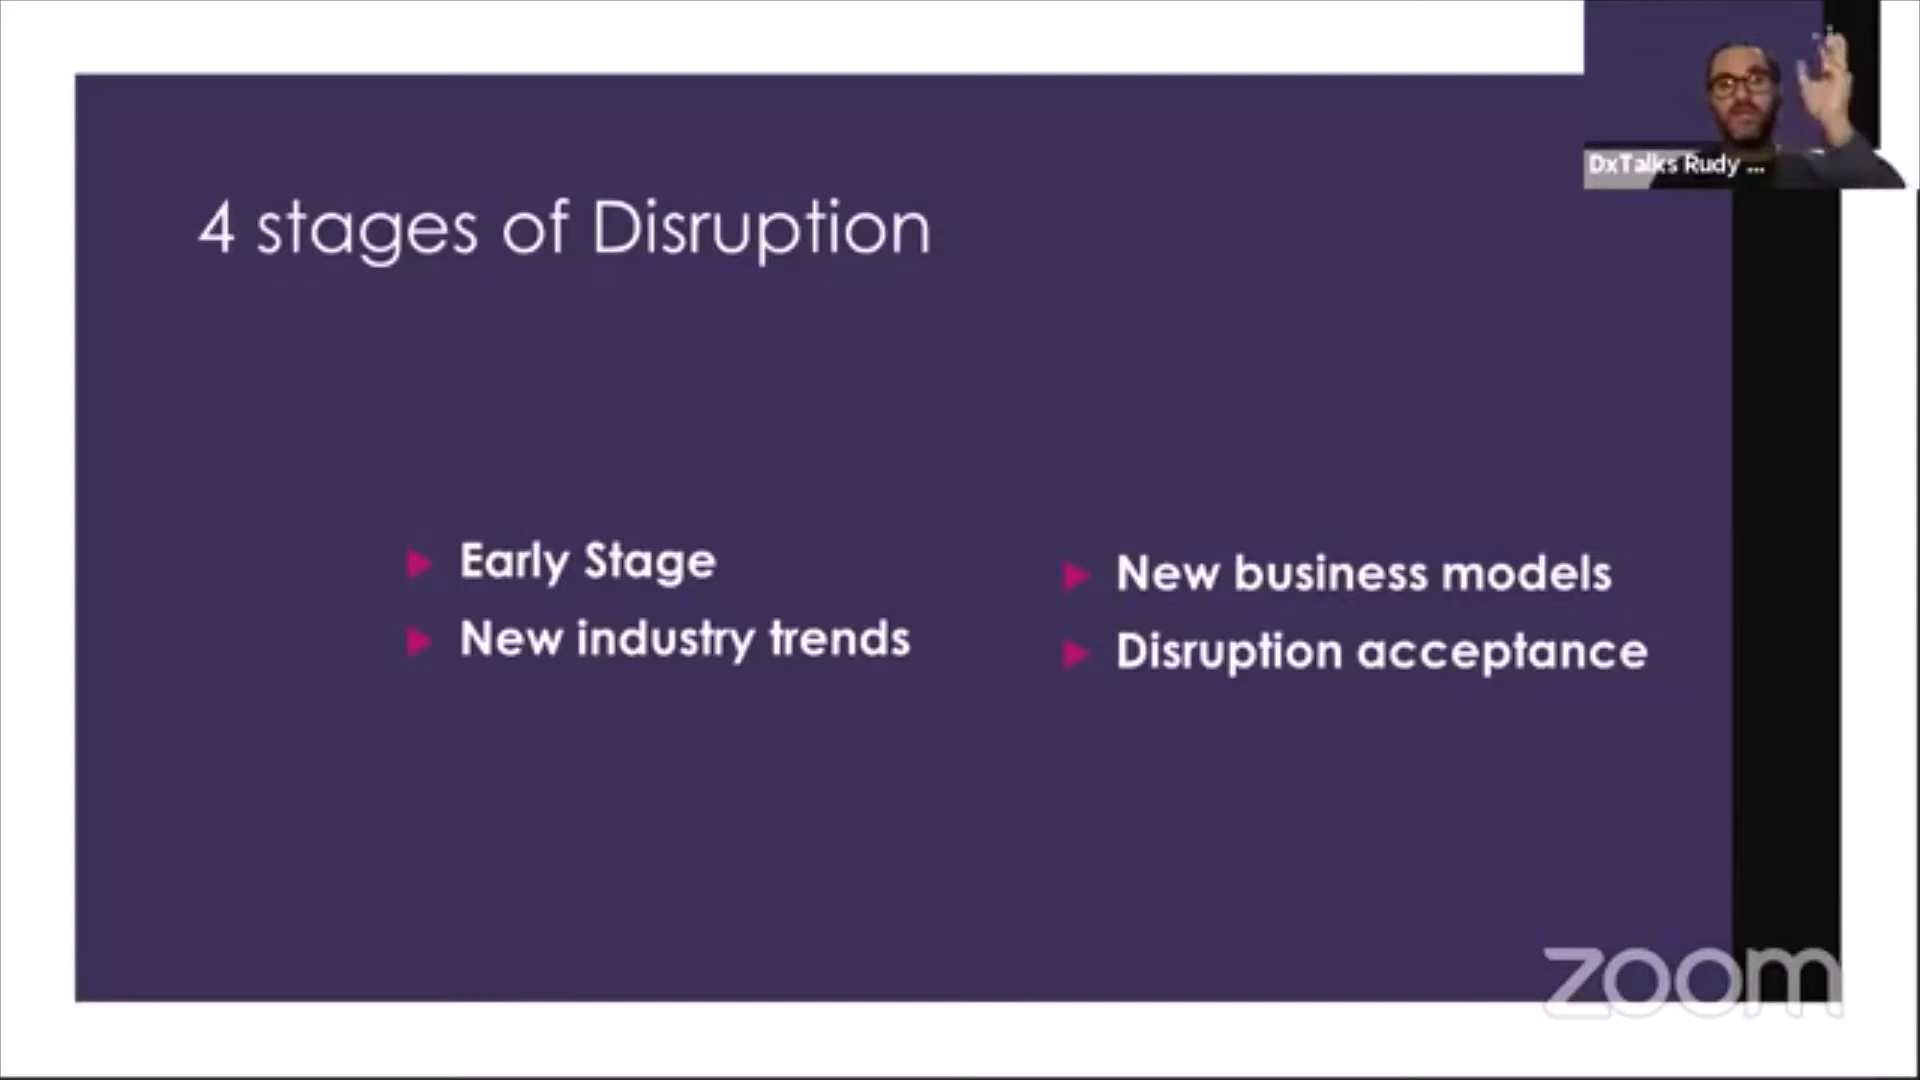 DxTalks Rudy ...
4 stages of Disruption
Early Stage
New industry trends
New business models
Disruption acceptance
zoom